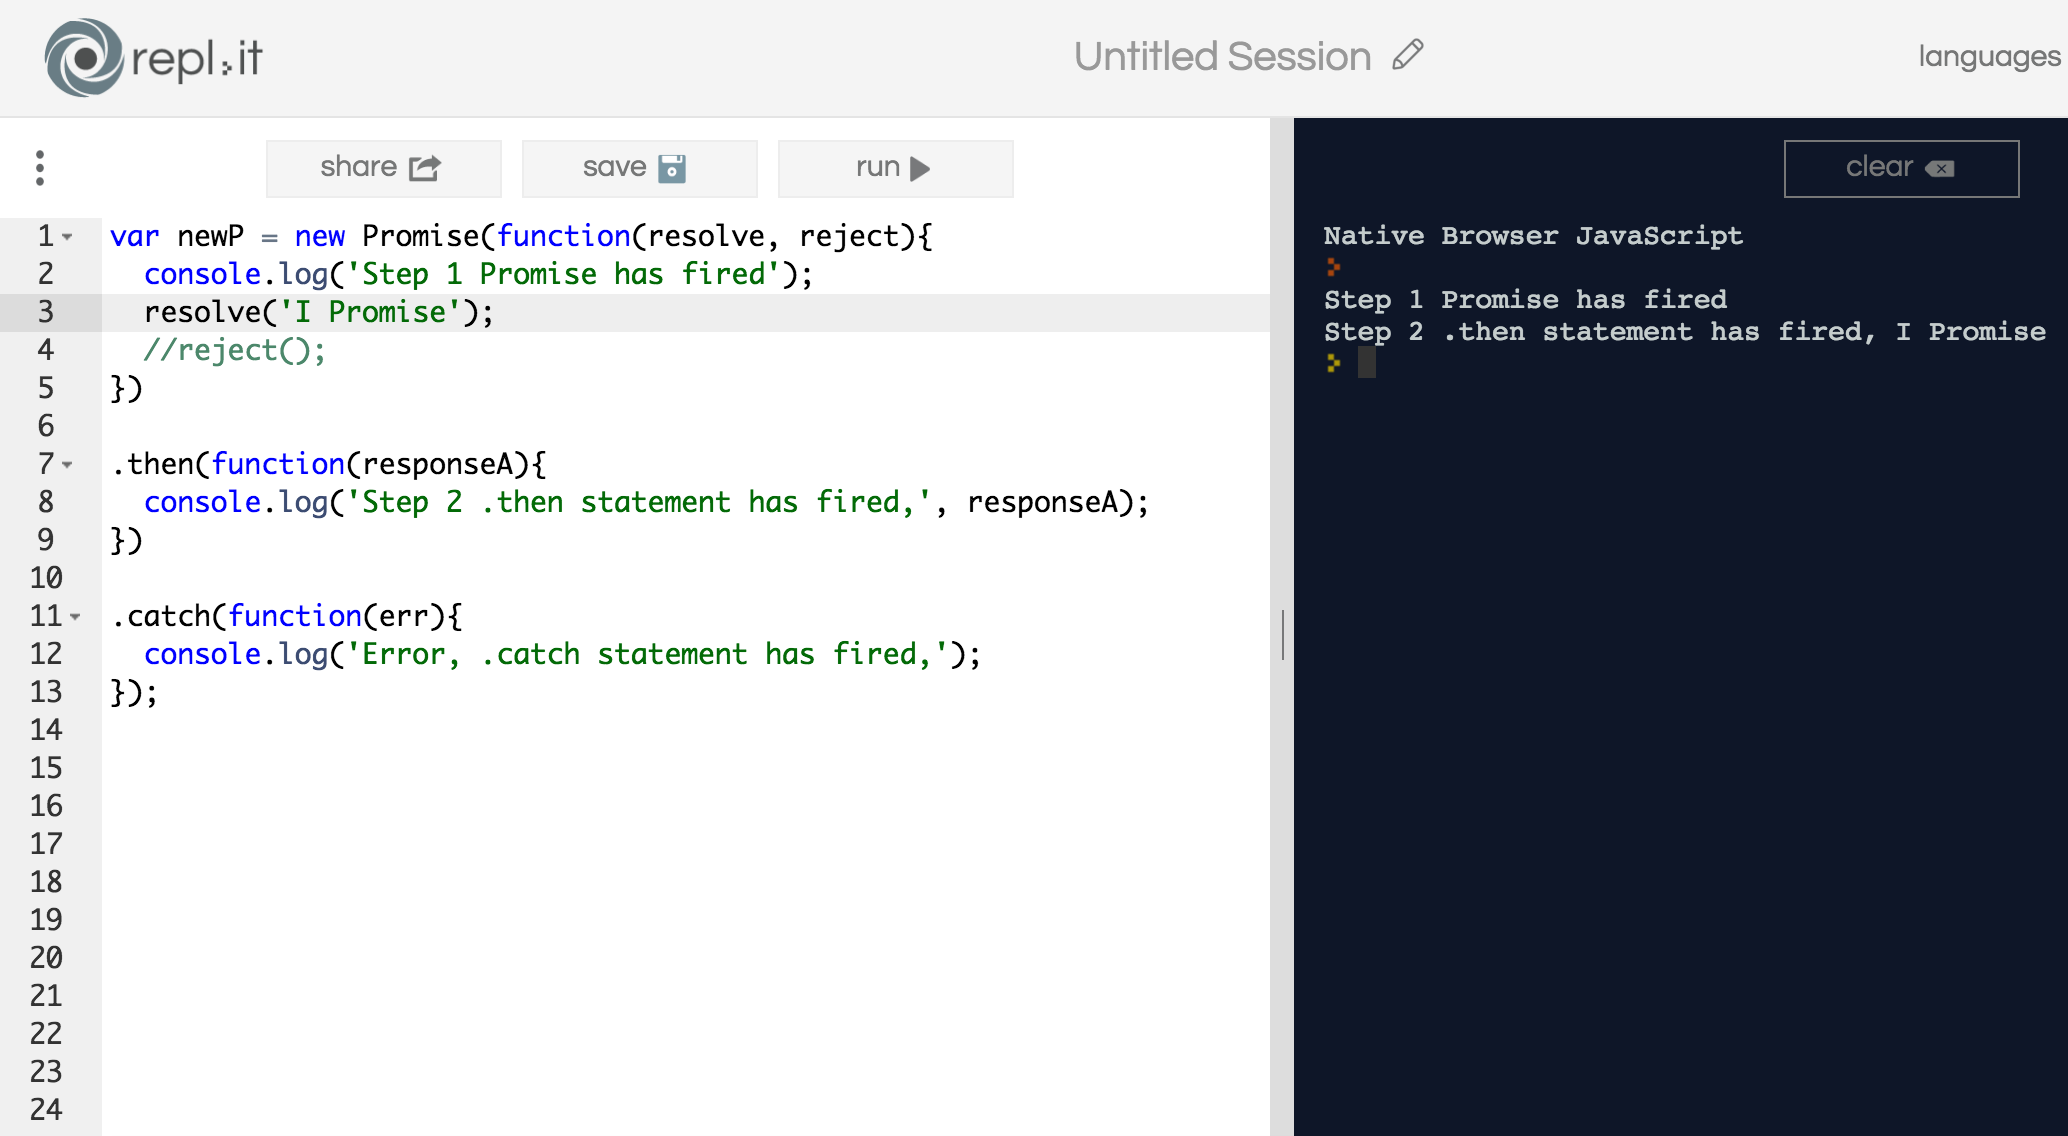 repl.it
Untitled Session
languages
share
save
run
clear
1 var newP = new Promise(function(resolve, reject){
2   console.log('Step 1 Promise has fired');
3   resolve('I Promise');
4   //reject();
5 })
6
7 .then(function(responseA){
8   console.log('Step 2 .then statement has fired,', responseA);
9 })
10
11 .catch(function(err){
12   console.log('Error, .catch statement has fired,');
13 });
14
15
16
17
18
19
20
21
22
23
24
Native Browser JavaScript
>
Step 1 Promise has fired
Step 2 .then statement has fired, I Promise
>